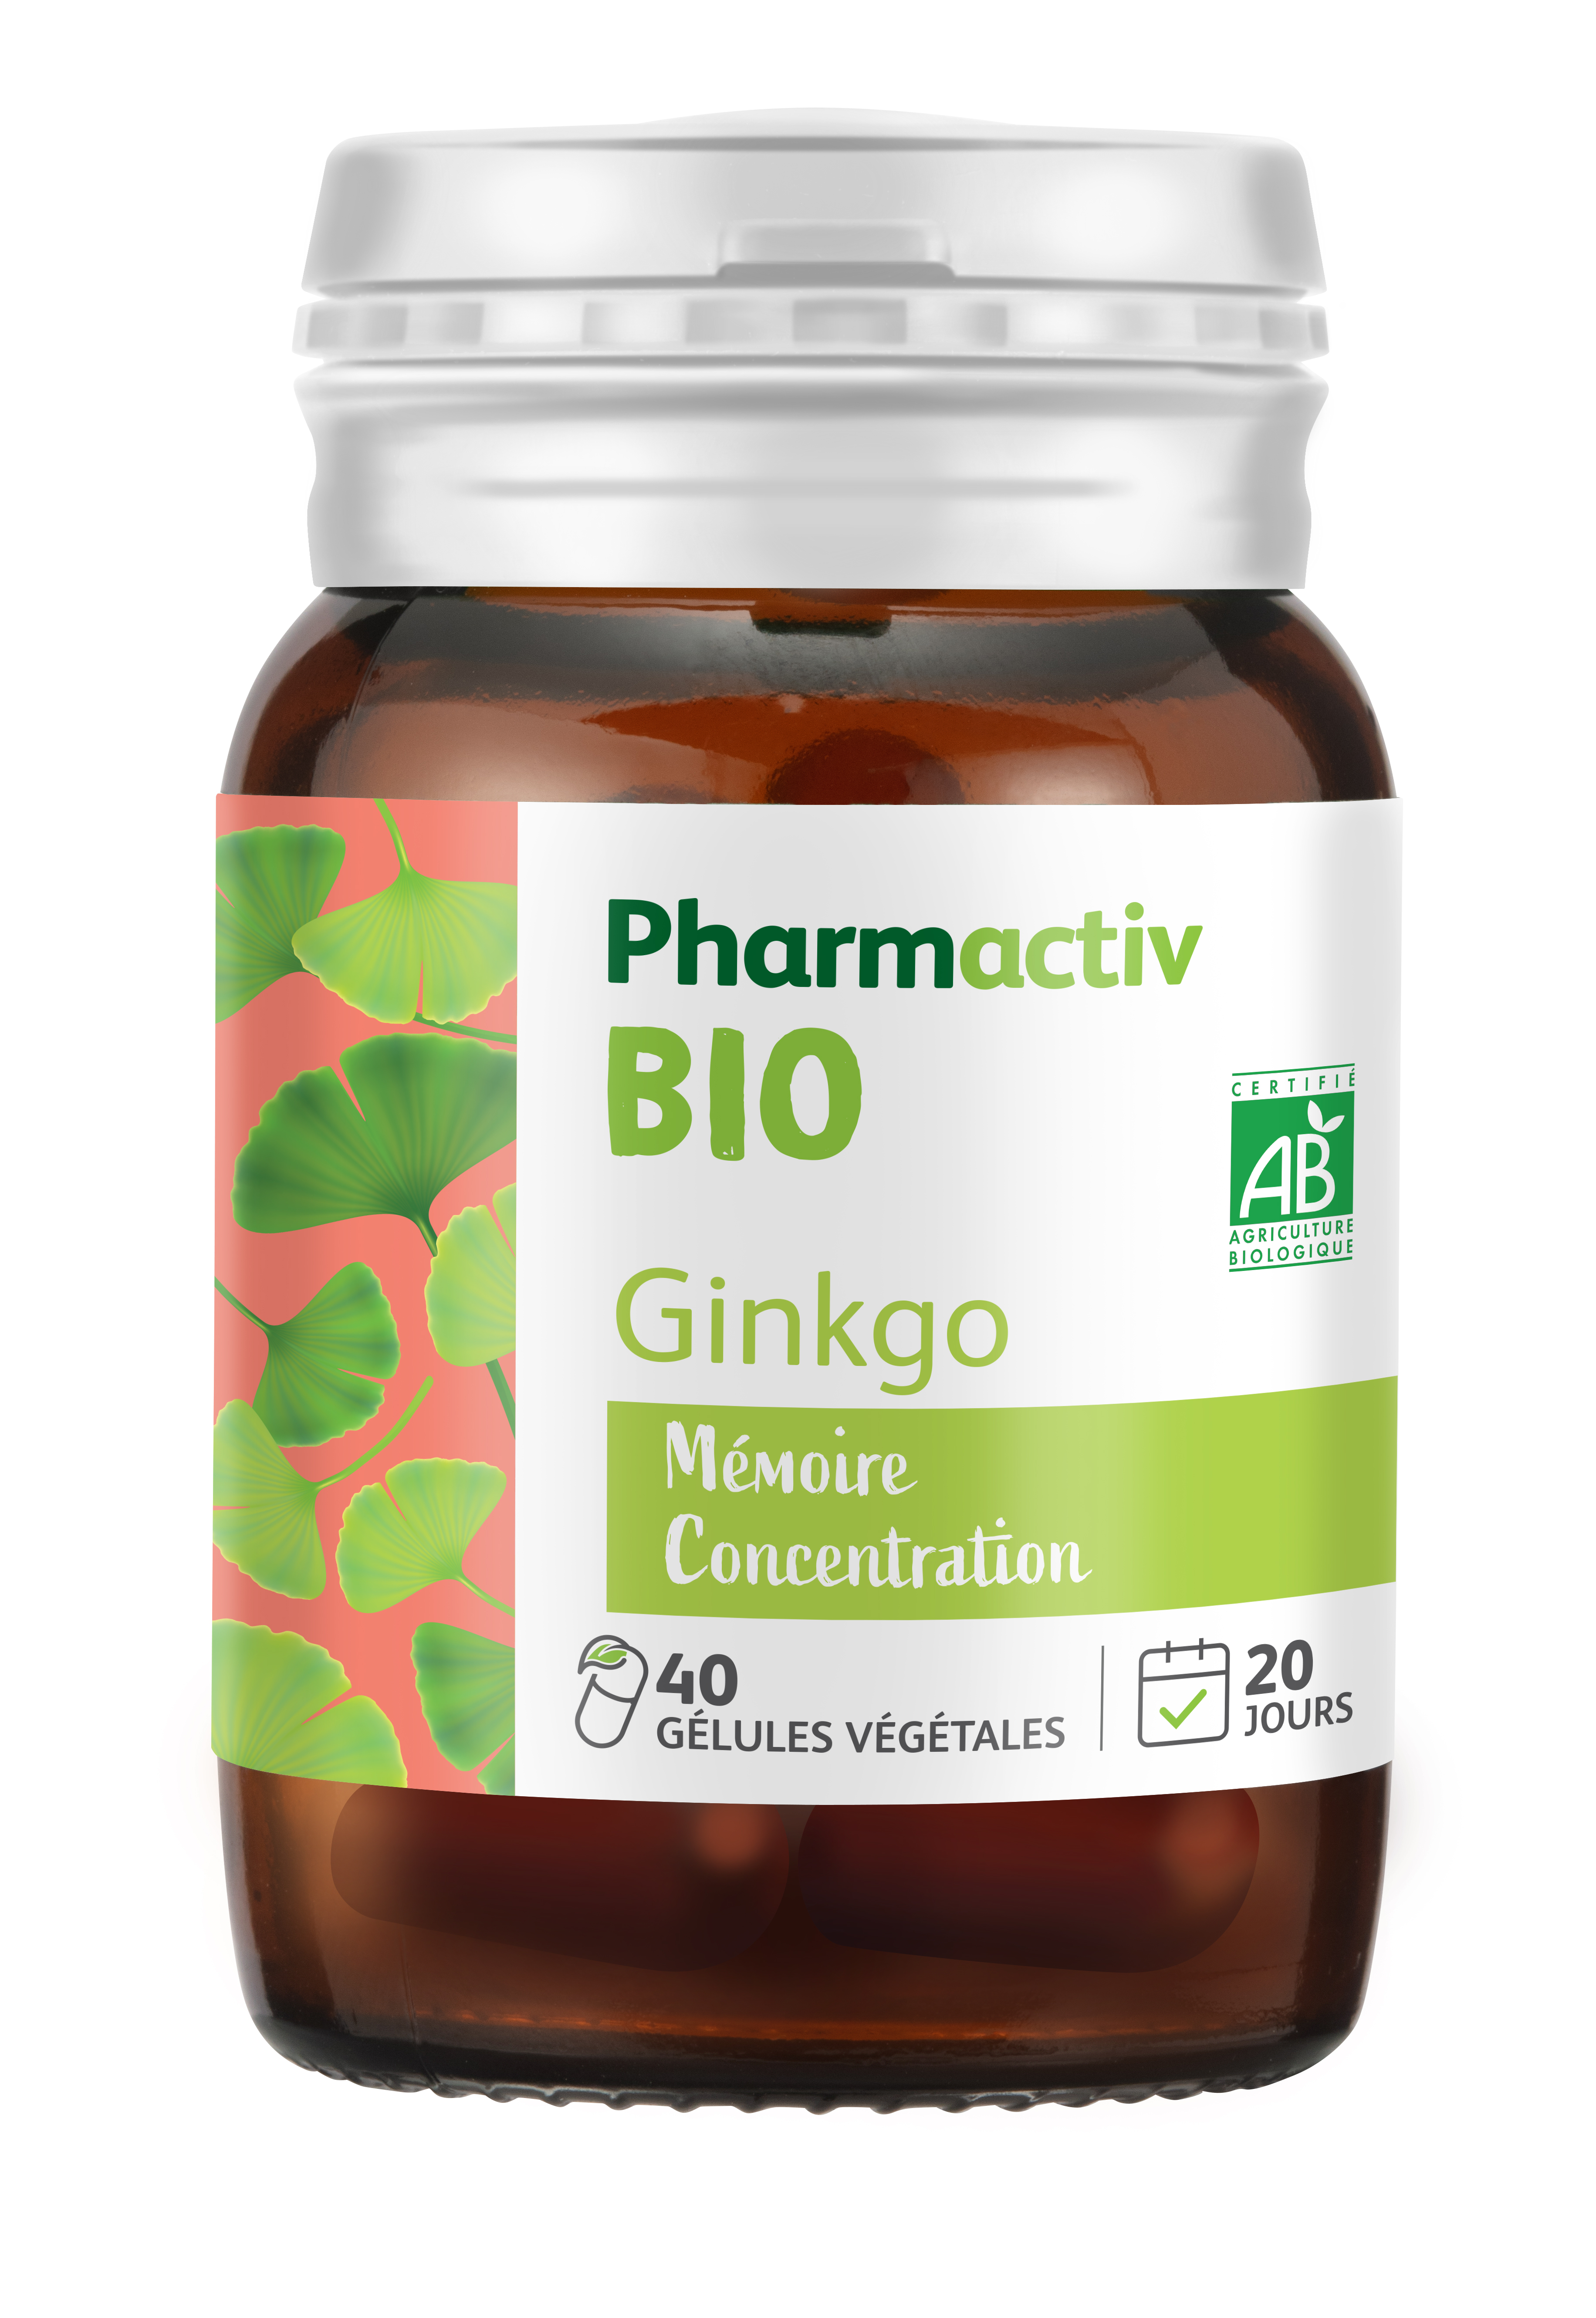 Pharmactiv
BIO
CERTIFIÉ
AB
AGRICULTURE
BIOLOGIQUE
Ginkgo
Mémoire
Concentration
40
GÉLULES VÉGÉTALES
20
JOURS